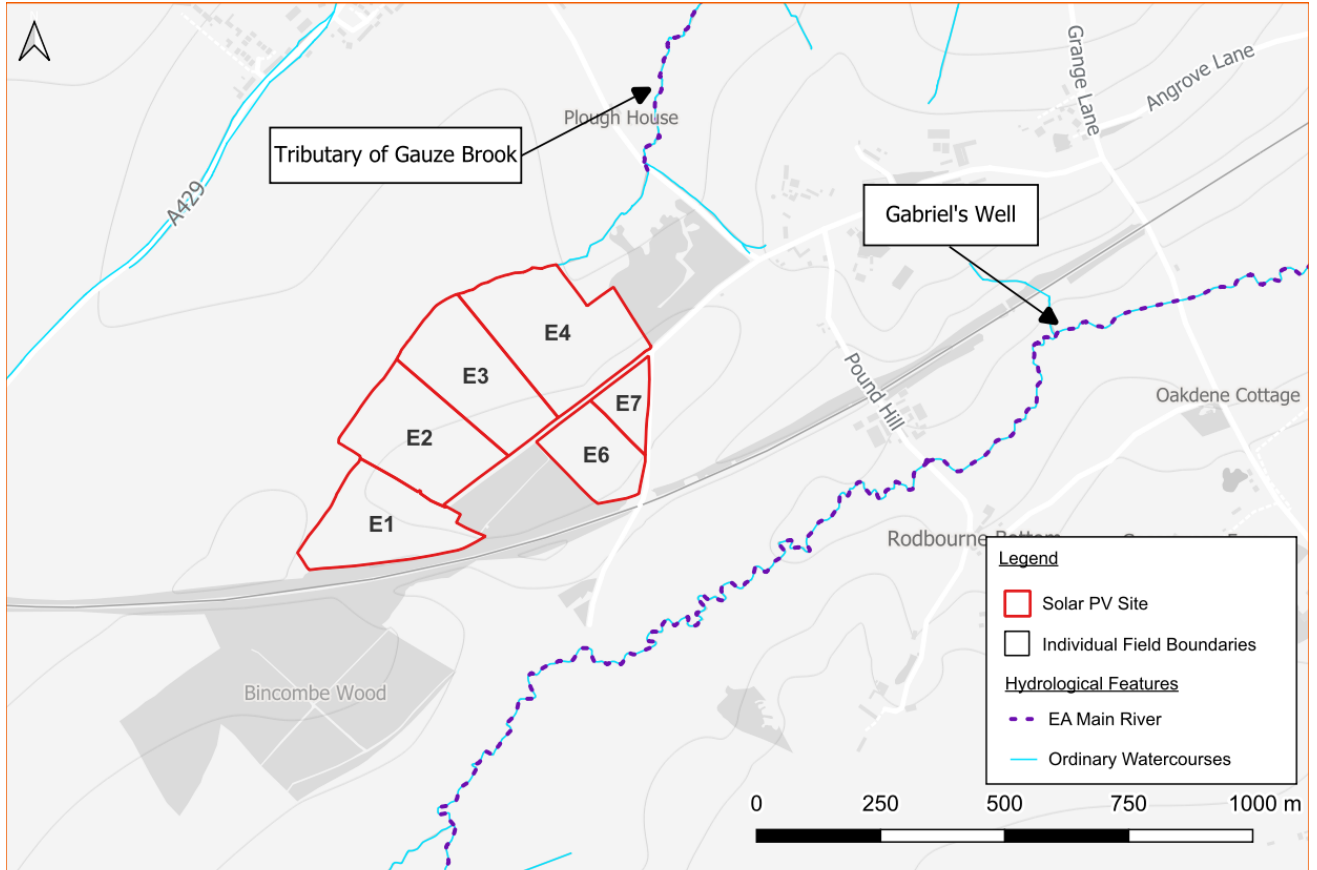 Grange Lane
Angrove Lane
Plough House
Tributary of Gauze Brook
A429
Gabriel's Well
E4
E3
E7
E2
E6
E1
Pound Hill
Oakdene Cottage
Rodbourne Bottom
Bincombe Wood
Legend
Solar PV Site
Individual Field Boundaries
Hydrological Features
EA Main River
Ordinary Watercourses
0 250 500 750 1000 m